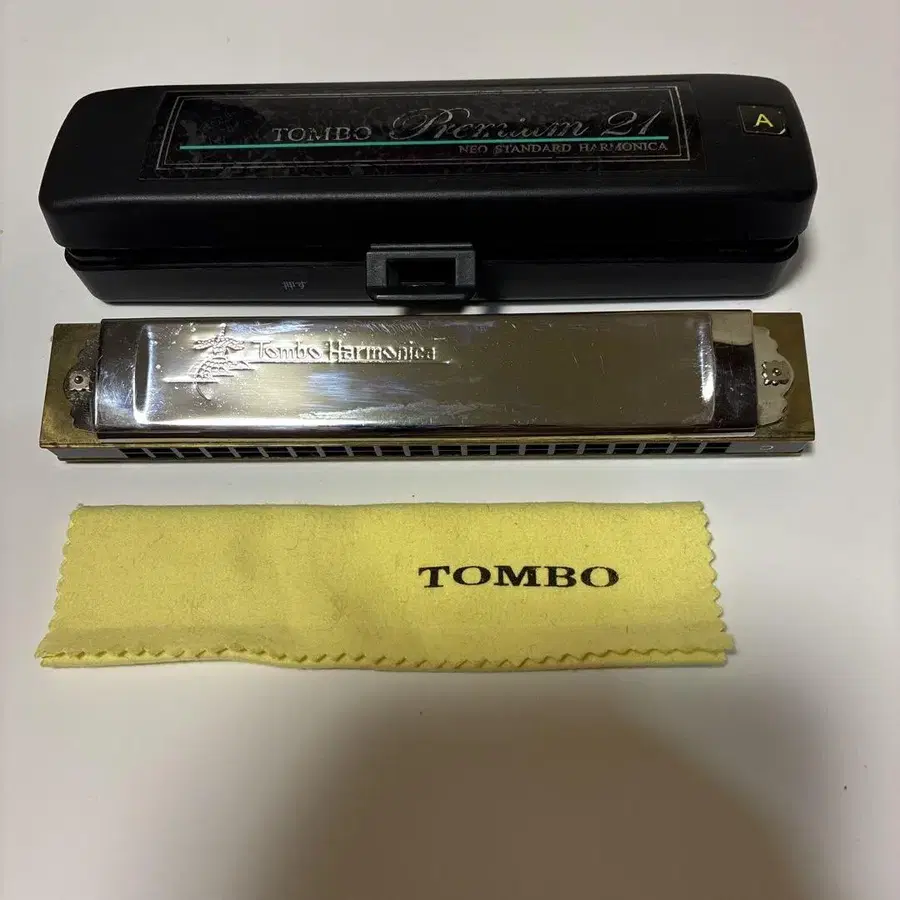 TOMBO Premium 21
NEO STANDARD HARMONICA
A
Tombo Harmonica
TOMBO